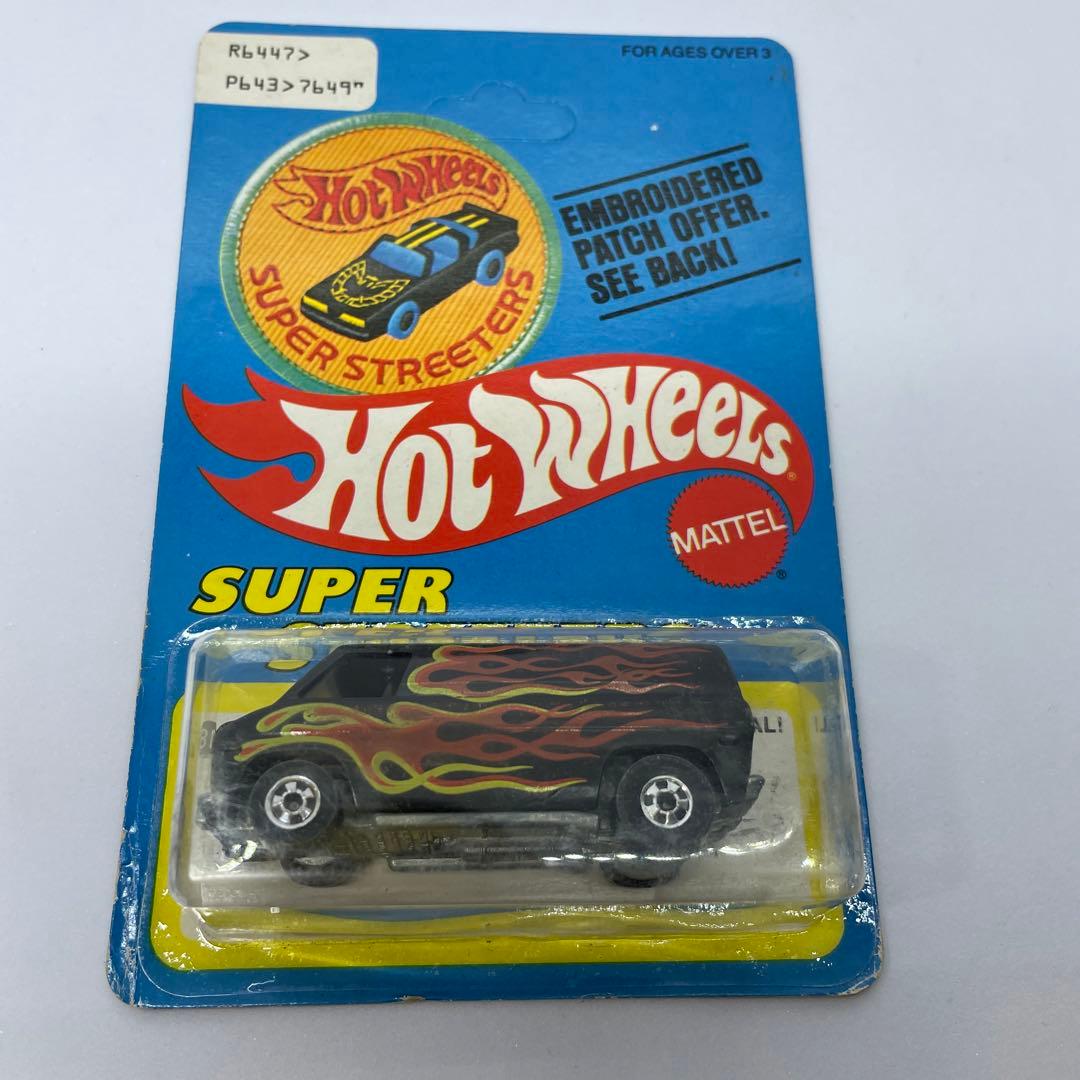 R6447>
P643>7649"
FOR AGES OVER 3
HOT WHEELS
SUPER STREETERS
EMBROIDERED
PATCH OFFER.
SEE BACK!
HOT WHEELS®
MATTEL®
SUPER